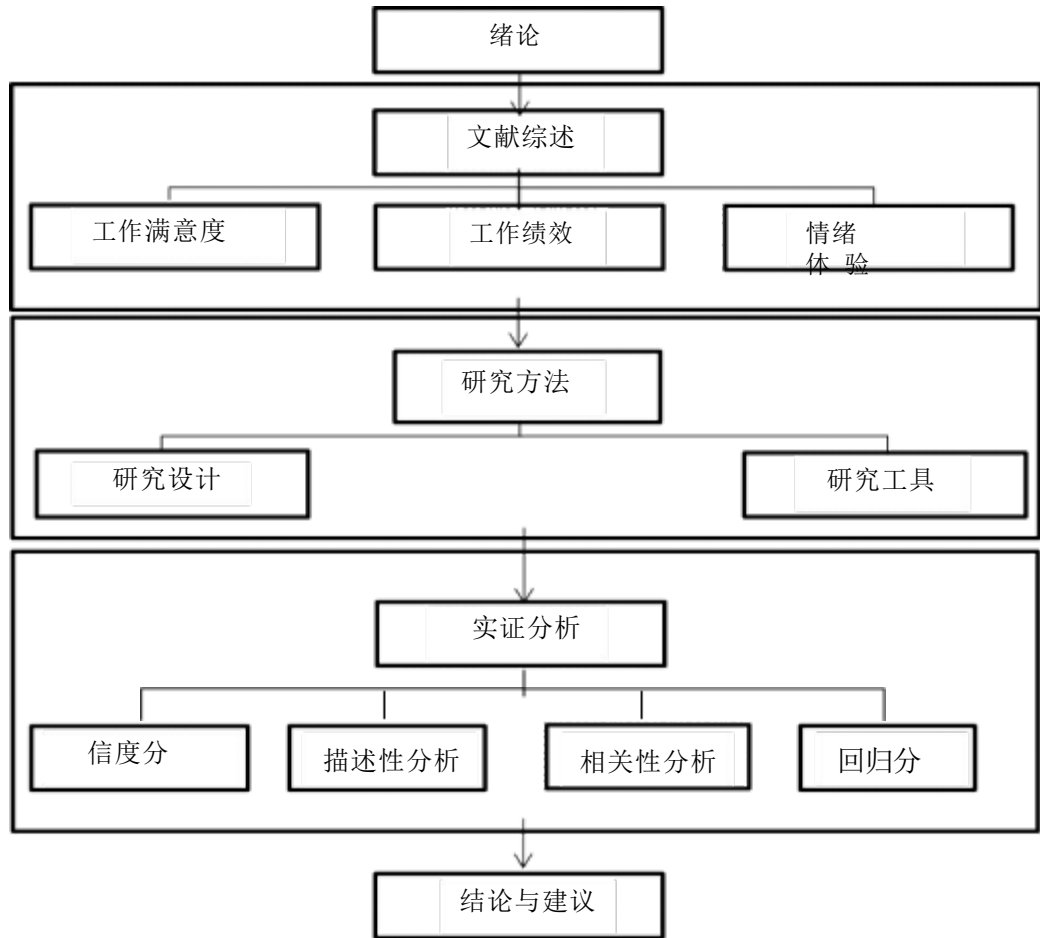 绪论
文献综述
工作满意度
工作绩效
情绪
体 验
研究方法
研究设计
研究工具
实证分析
信度分
描述性分析
相关性分析
回归分
结论与建议